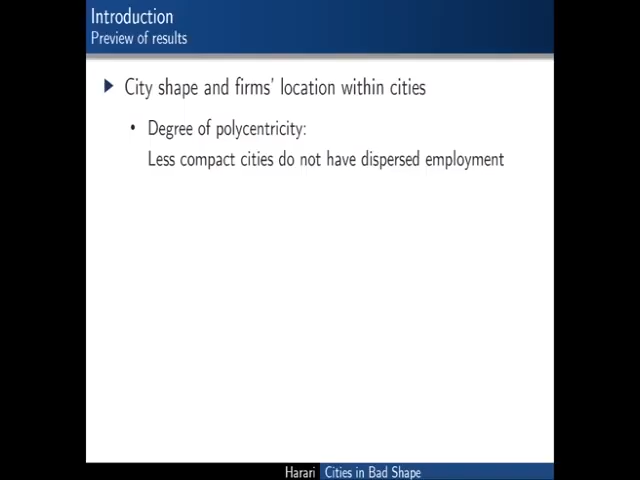 Introduction
Preview of results
City shape and firms' location within cities
• Degree of polycentricity:
Less compact cities do not have dispersed employment
Harari Cities in Bad Shape